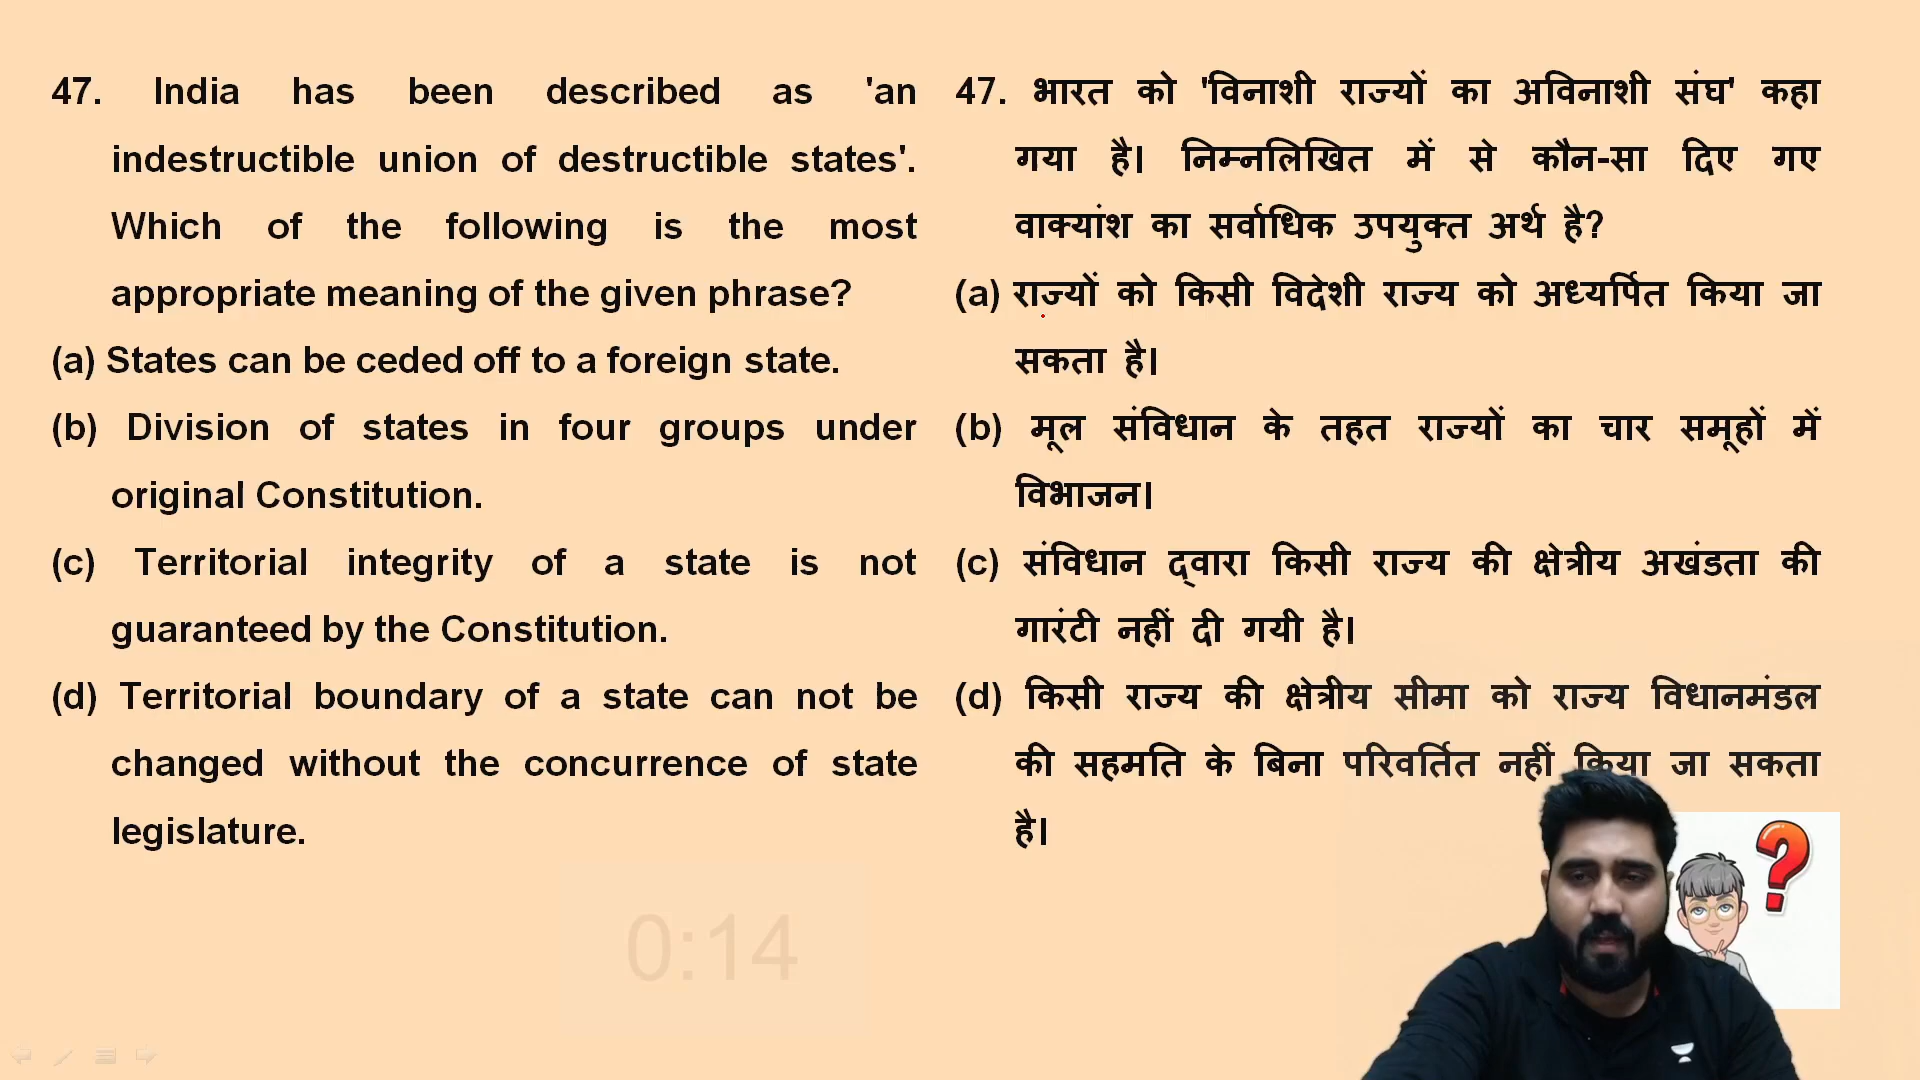 47. India has been described as 'an
indestructible union of destructible states'.
Which of the following is the most
appropriate meaning of the given phrase?
(a) States can be ceded off to a foreign state.
(b) Division of states in four groups under
original Constitution.
(c) Territorial integrity of a state is not
guaranteed by the Constitution.
(d) Territorial boundary of a state can not be
changed without the concurrence of state
legislature.
0:14
47. भारत को 'विनाशी राज्यों का अविनाशी संघ' कहा
गया है। निम्नलिखित में से कौन-सा दिए गए
वाक्यांश का सर्वाधिक उपयुक्त अर्थ है?
(a) राज्यों को किसी विदेशी राज्य को अध्यर्पित किया जा
सकता है।
(b) मूल संविधान के तहत राज्यों का चार समूहों में
विभाजन।
(c) संविधान द्वारा किसी राज्य की क्षेत्रीय अखंडता की
गारंटी नहीं दी गयी है।
(d) किसी राज्य की क्षेत्रीय सीमा को राज्य विधानमंडल
की सहमति के बिना परिवर्तित नहीं किया जा सकता
है।